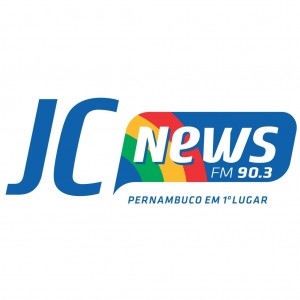 JC NEWS
FM 90.3
PERNAMBUCO EM 1º LUGAR